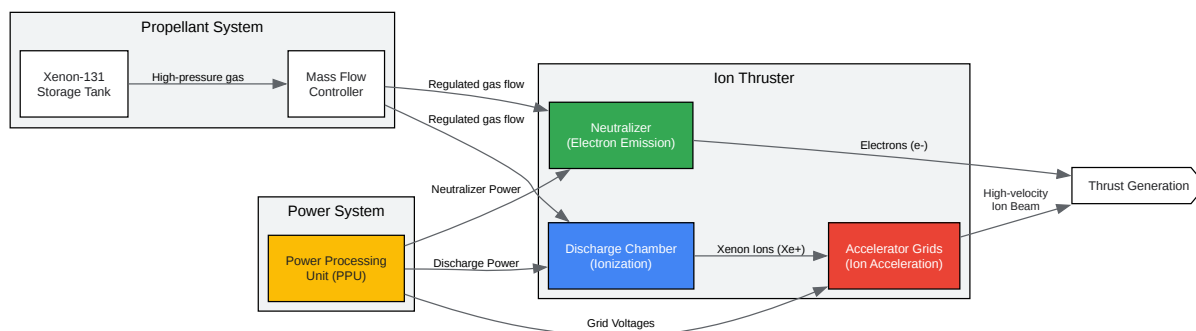 Propellant System
Xenon-131
Storage Tank
High-pressure gas
Mass Flow
Controller
Regulated gas flow
Regulated gas flow
Ion Thruster
Neutralizer
(Electron Emission)
Electrons (e-)
Neutralizer Power
High-velocity
Ion Beam
Thrust Generation
Power System
Power Processing
Unit (PPU)
Discharge Power
Discharge Chamber
(Ionization)
Xenon Ions (Xe+)
Accelerator Grids
(Ion Acceleration)
Grid Voltages